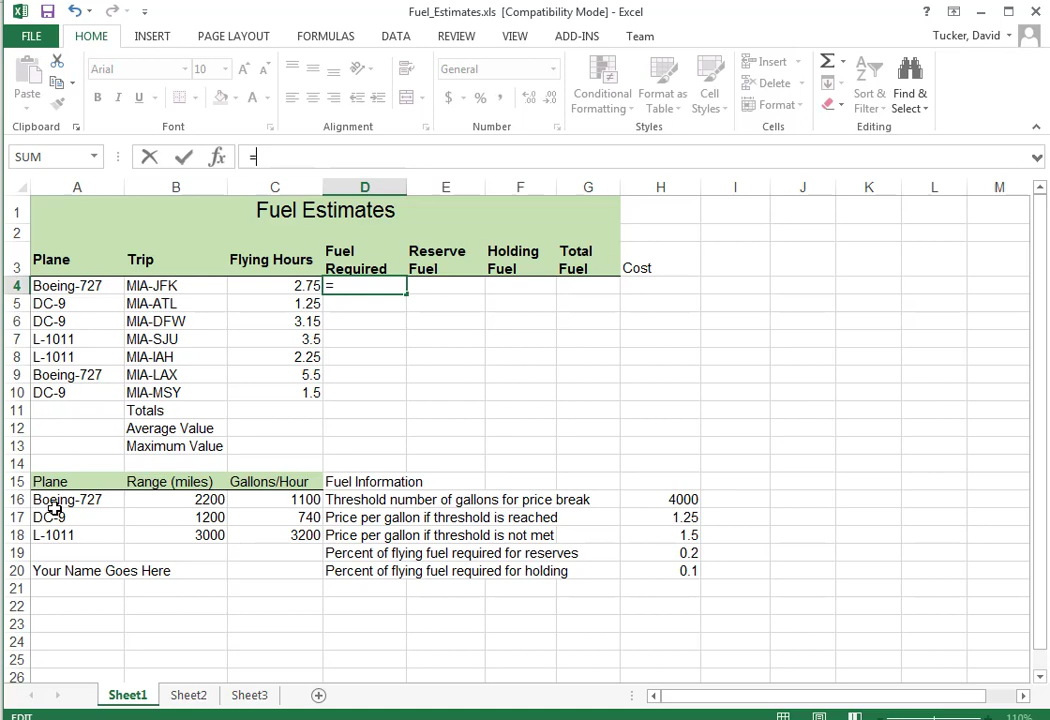 Fuel_Estimates.xls [Compatibility Mode] - Excel
FILE HOME INSERT PAGE LAYOUT FORMULAS DATA REVIEW VIEW ADD-INS Team Tucker, David
Arial 10 General
Paste
B I U A $ % ,
Conditional Formatting
Format as Table
Cell Styles
Insert
Delete
Format
Sort & Filter
Find & Select
Clipboard Font Alignment Number Styles Cells Editing
SUM fx =
A B C D E F G H I J K L M
1 Fuel Estimates
2
3 Plane Trip Flying Hours Fuel Required Reserve Fuel Holding Fuel Total Fuel Cost
4 Boeing-727 MIA-JFK 2.75 =
5 DC-9 MIA-ATL 1.25
6 DC-9 MIA-DFW 3.15
7 L-1011 MIA-SJU 3.5
8 L-1011 MIA-IAH 2.25
9 Boeing-727 MIA-LAX 5.5
10 DC-9 MIA-MSY 1.5
11 Totals
12 Average Value
13 Maximum Value
14
15 Plane Range (miles) Gallons/Hour Fuel Information
16 Boeing-727 2200 1100 Threshold number of gallons for price break 4000
17 DC-9 1200 740 Price per gallon if threshold is reached 1.25
18 L-1011 3000 3200 Price per gallon if threshold is not met 1.5
19 Percent of flying fuel required for reserves 0.2
20 Your Name Goes Here Percent of flying fuel required for holding 0.1
21
22
23
24
25
26
Sheet1 Sheet2 Sheet3
EDIT 110%